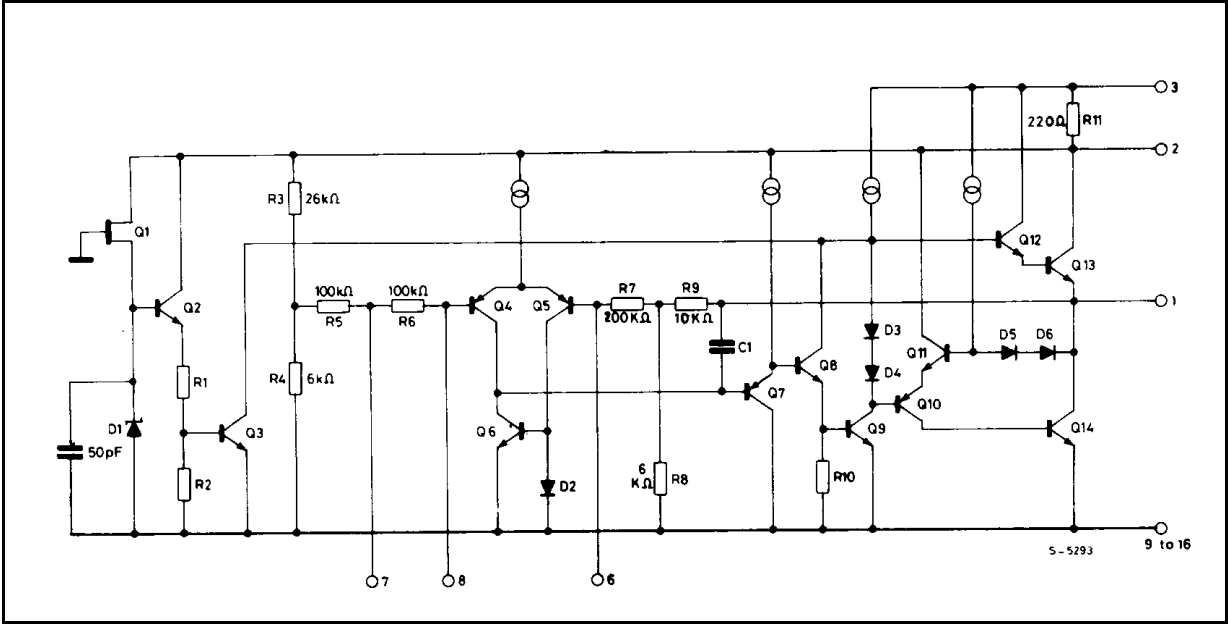 3
220Ω R11
2
R3 26kΩ
Q1
Q12
Q13
100kΩ 100kΩ
R5 R6
Q4 Q5
R7 R9
200KΩ 10KΩ
1
Q2
C1
D3
D5 D6
Q11
R4 6kΩ
R1
Q8
D4
Q7
Q10
D1
Q3
Q6
Q9
Q14
50pF
R2
D2
6
KΩ R8
R10
S-5293
9 to 16
7
8
6